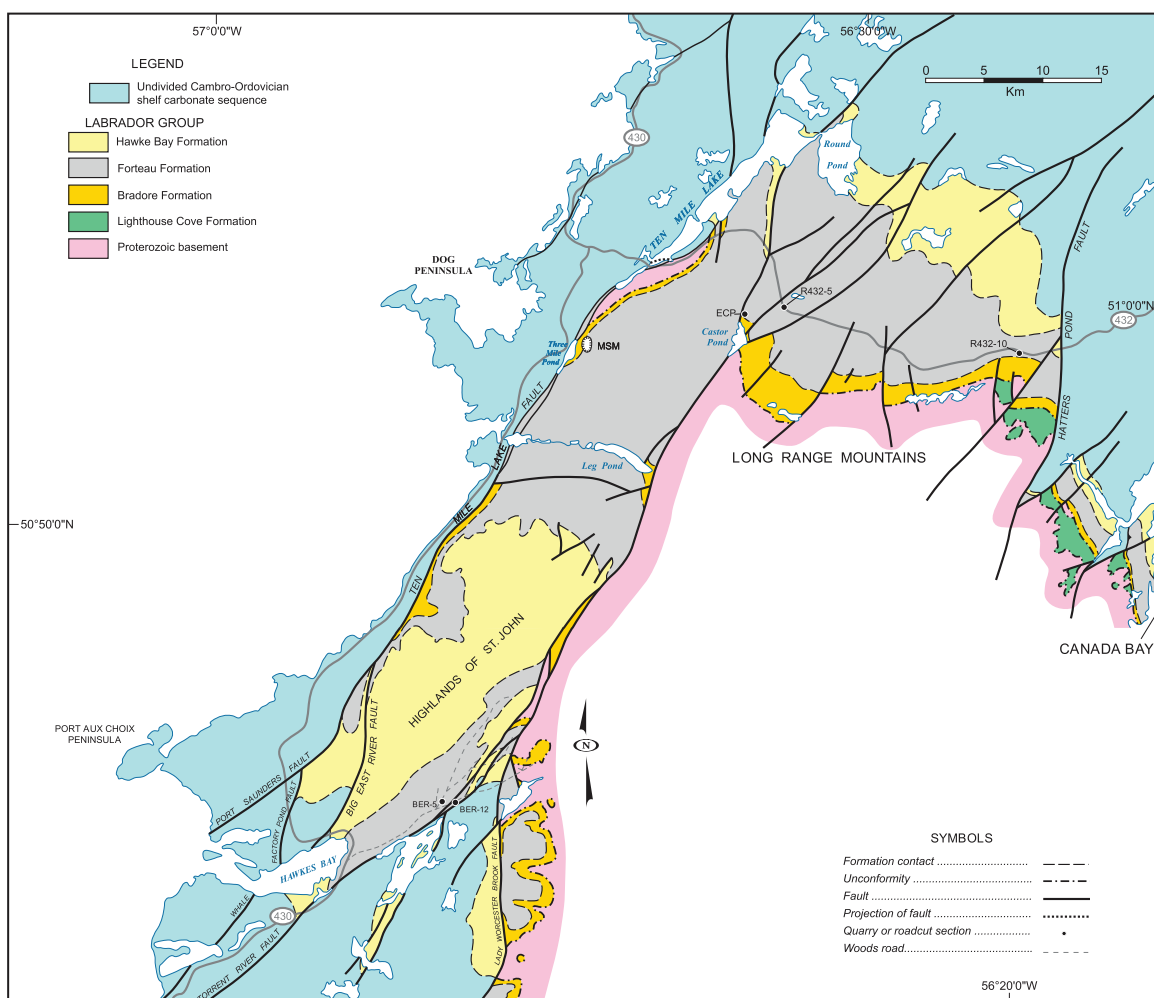 57°0'0"W
56°30'0"W
LEGEND
Undivided Cambro-Ordovician
shelf carbonate sequence
LABRADOR GROUP
Hawke Bay Formation
Forteau Formation
Bradore Formation
Lighthouse Cove Formation
Proterozoic basement
0 5 10 15
Km
430
Round
Pond
TEN MILE LAKE
DOG
PENINSULA
R432-5
ECP
51°0'0"N
432
Castor
Pond
R432-10
Three
Mile
Pond
MSM
HATTERS POND FAULT
TEN MILE LAKE FAULT
LONG RANGE MOUNTAINS
Leg Pond
50°50'0"N
HIGHLANDS OF ST. JOHN
CANADA BAY
PORT AUX CHOIX
PENINSULA
N
PORT SAUNDERS FAULT
FACTORY POND FAULT
BIG EAST RIVER FAULT
BER-5
BER-12
HAWKES BAY
LADY WORCESTER BROOK FAULT
WHALE
430
TORRENT RIVER FAULT
SYMBOLS
Formation contact
Unconformity
Fault
Projection of fault
Quarry or roadcut section
Woods road
56°20'0"W